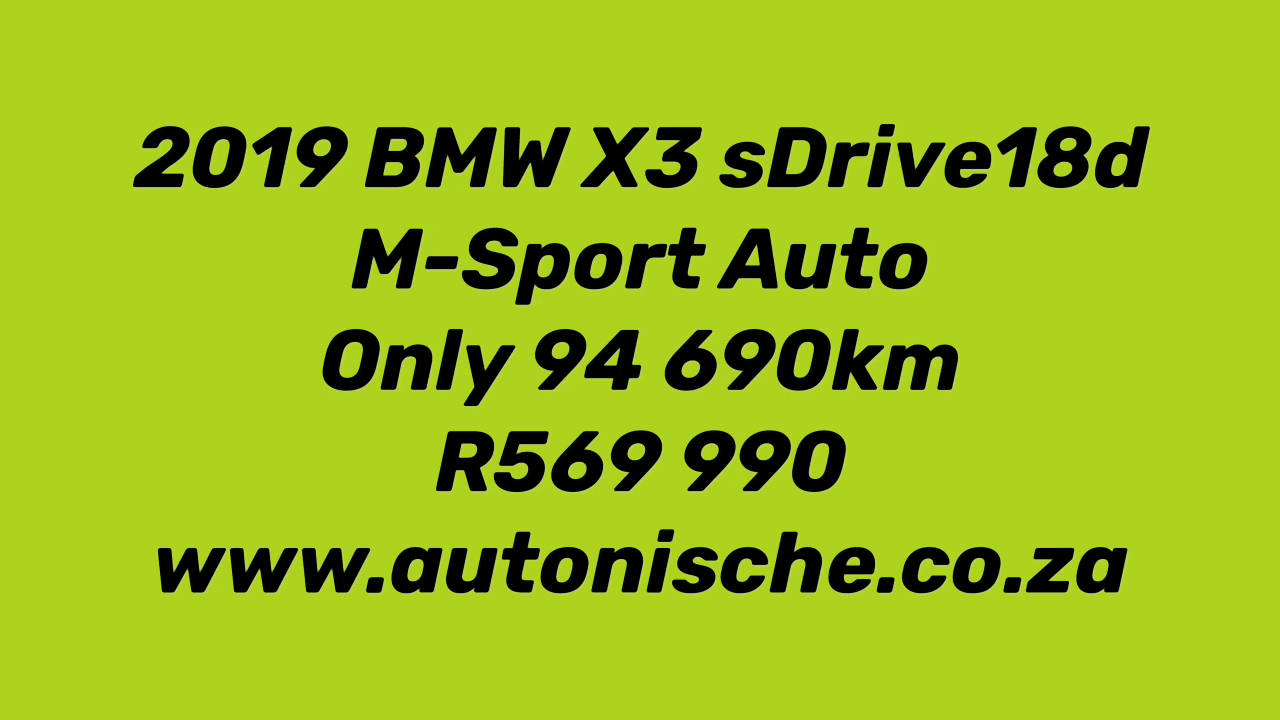 2019 BMW X3 sDrive18d
M-Sport Auto
Only 94 690km
R569 990
www.autonische.co.za